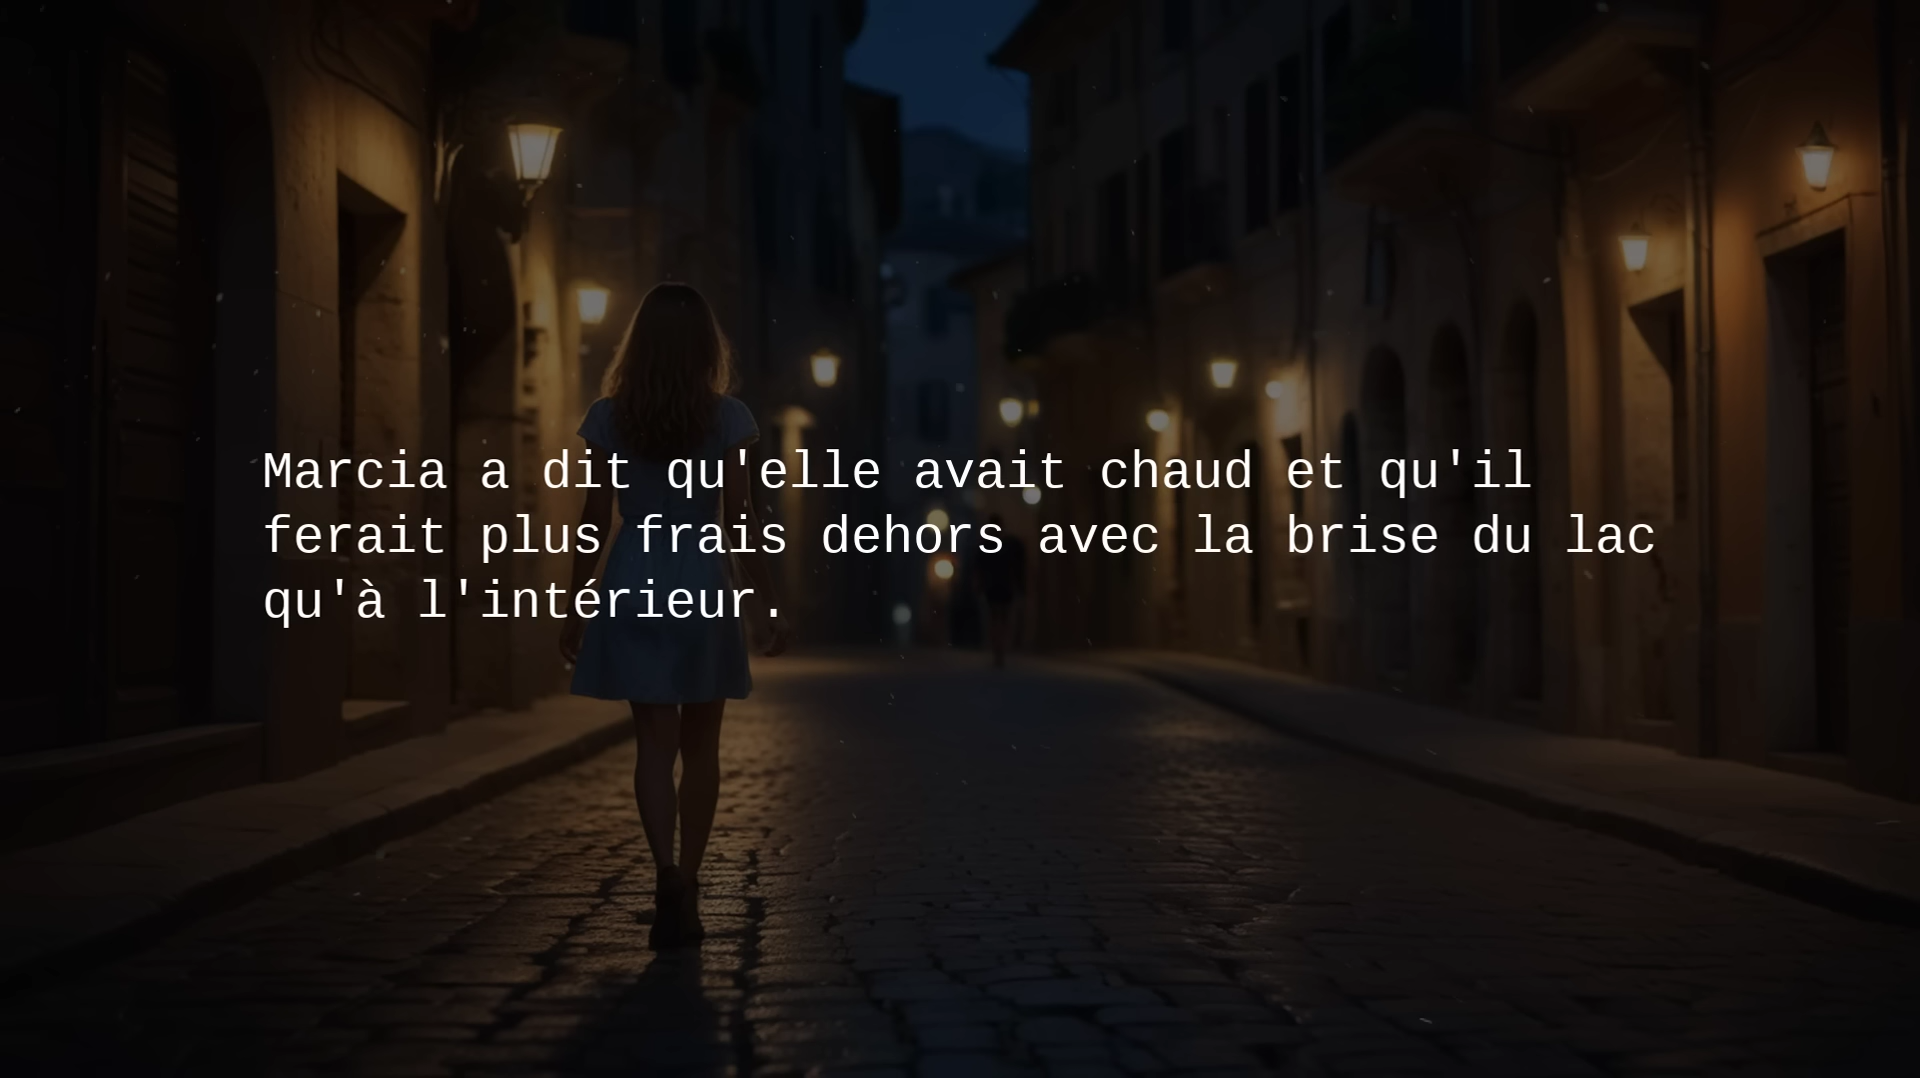 Marcia a dit qu'elle avait chaud et qu'il
ferait plus frais dehors avec la brise du lac
qu'à l'intérieur.